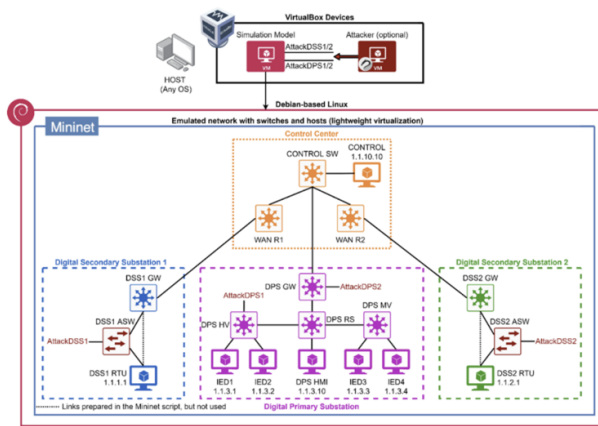 VirtualBox Devices
Simulation Model
Attacker (optional)
AttackDSS1/2
AttackDPS1/2
VM
VM
HOST
(Any OS)
Debian-based Linux
Mininet
Emulated network with switches and hosts (lightweight virtualization)
Control Center
CONTROL SW
CONTROL
1.1.10.10
WAN R1
WAN R2
Digital Secondary Substation 1
DSS1 GW
DSS1 ASW
AttackDSS1
DSS1 RTU
1.1.1.1
DPS GW
AttackDPS2
AttackDPS1
DPS HV
DPS RS
DPS MV
IED1
1.1.3.1
IED2
1.1.3.2
DPS HMI
1.1.3.10
IED3
1.1.3.3
IED4
1.1.3.4
Digital Primary Substation
Digital Secondary Substation 2
DSS2 GW
DSS2 ASW
AttackDSS2
DSS2 RTU
1.1.2.1
Links prepared in the Mininet script, but not used